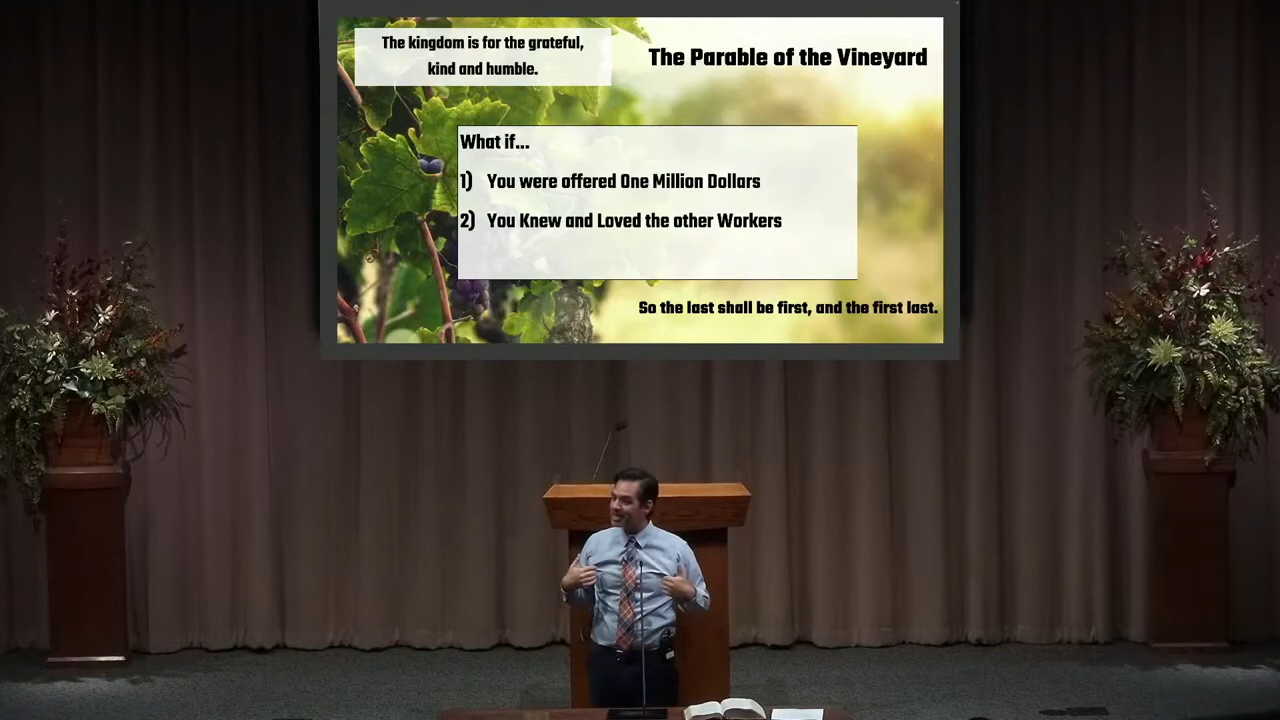 The kingdom is for the grateful,
kind and humble.
The Parable of the Vineyard
What if...
1) You were offered One Million Dollars
2) You Knew and Loved the other Workers
So the last shall be first, and the first last.